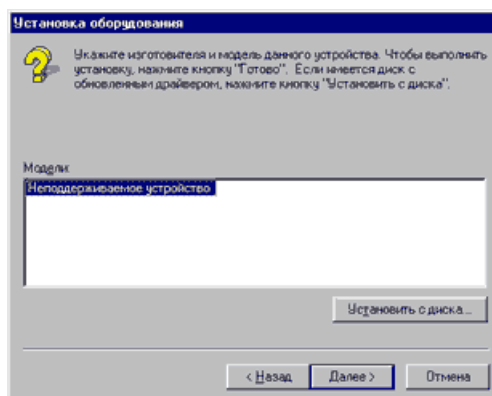 Установка оборудования
Укажите изготовителя и модель данного устройства. Чтобы выполнить
установку, нажмите кнопку "Готово". Если имеется диск с
обновленным драйвером, нажмите кнопку "Установить с диска".
Модели:
Неподдерживаемое устройство
Установить с диска...
< Назад
Далее >
Отмена